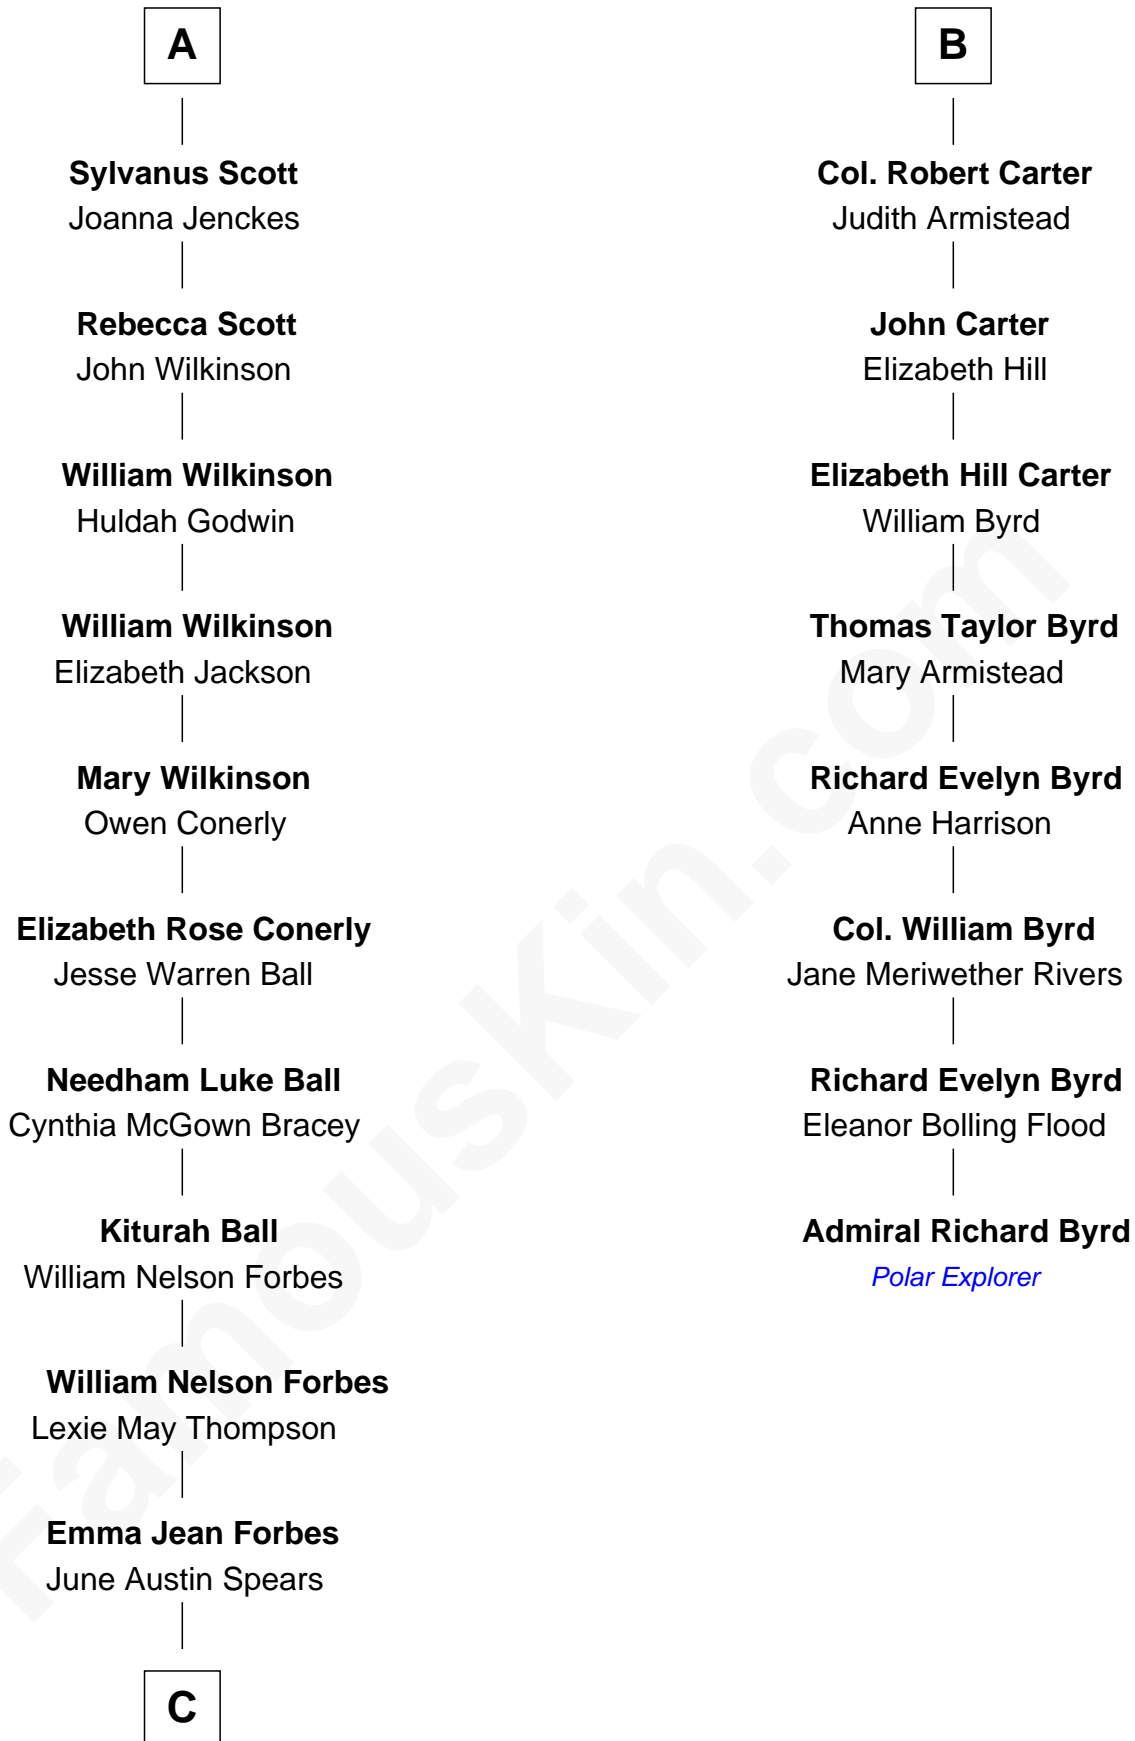 A
Sylvanus Scott
Joanna Jenckes
Rebecca Scott
John Wilkinson
William Wilkinson
Huldah Godwin
William Wilkinson
Elizabeth Jackson
Mary Wilkinson
Owen Conerly
Elizabeth Rose Conerly
Jesse Warren Ball
Needham Luke Ball
Cynthia McGown Bracey
Kiturah Ball
William Nelson Forbes
William Nelson Forbes
Lexie May Thompson
Emma Jean Forbes
June Austin Spears
C
B
Col. Robert Carter
Judith Armistead
John Carter
Elizabeth Hill
Elizabeth Hill Carter
William Byrd
Thomas Taylor Byrd
Mary Armistead
Richard Evelyn Byrd
Anne Harrison
Col. William Byrd
Jane Meriwether Rivers
Richard Evelyn Byrd
Eleanor Bolling Flood
Admiral Richard Byrd
Polar Explorer
FamousKin.com